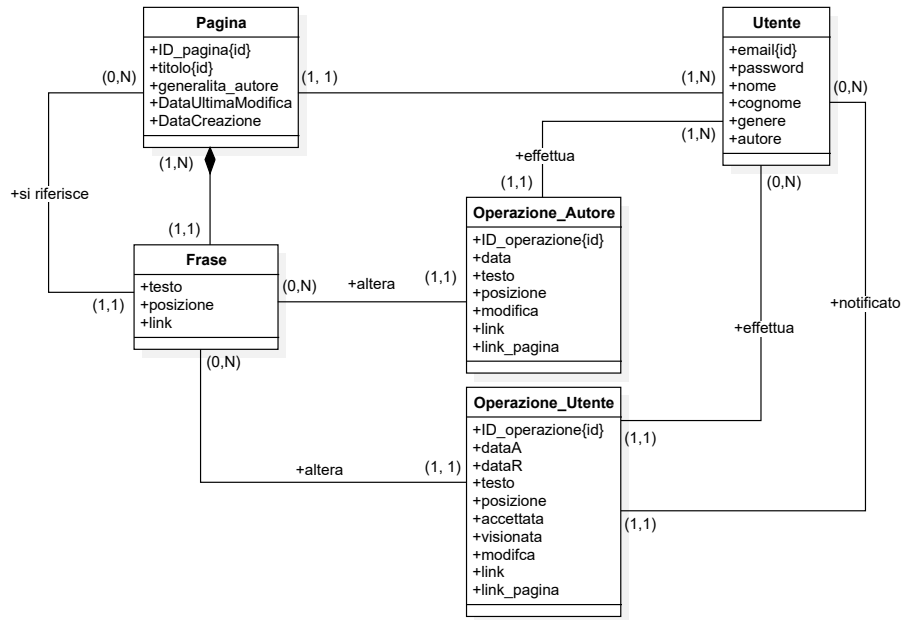 Pagina
+ID_pagina{id}
+titolo{id}
+generalita_autore
+DataUltimaModifica
+DataCreazione
Utente
+email{id}
+password
+nome
+cognome
+genere
+autore
(0,N)
(1, 1)
(1,N)
(0,N)
(1,N)
(1,N)
+effettua
(1,1)
(0,N)
+si riferisce
(1,1)
Frase
+testo
+posizione
+link
(1,1)
(0,N)
+altera
(1,1)
Operazione_Autore
+ID_operazione{id}
+data
+testo
+posizione
+modifica
+link
+link_pagina
+notificato
+effettua
(0,N)
Operazione_Utente
+ID_operazione{id}
+dataA
+dataR
+testo
+posizione
+accettata
+visionata
+modifca
+link
+link_pagina
(1,1)
+altera
(1, 1)
(1,1)